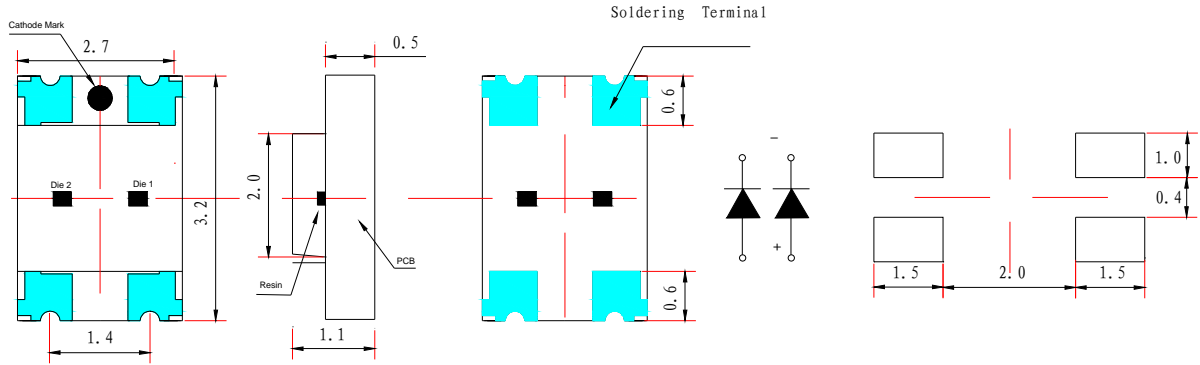 Soldering Terminal
Cathode Mark
2.7
0.5
0.6
Die 2
Die 1
2.0
3.2
PCB
Resin
0.6
1.4
1.1
−
+
1.0
0.4
1.5
2.0
1.5